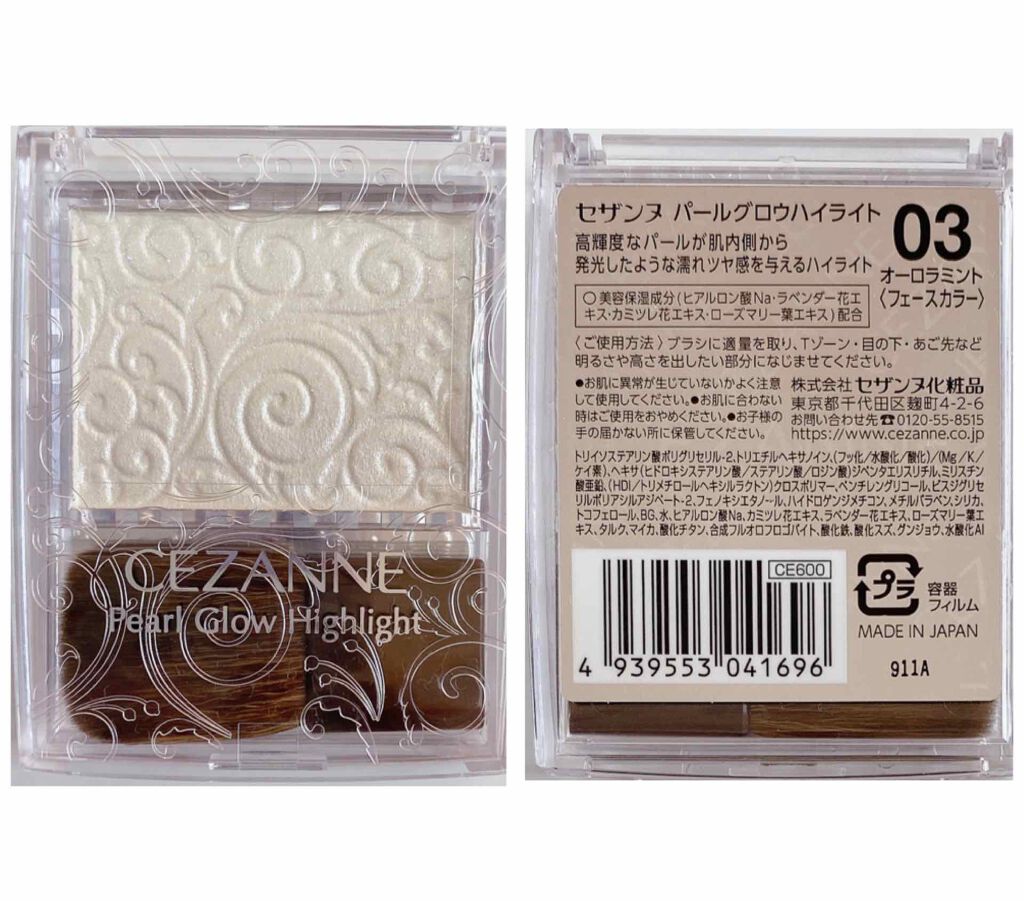 CEZANNE
Pearl Glow Highlight
セザンヌ パールグロウハイライト
03
オーロラミント
〈フェースカラー〉
高輝度なパールが肌内側から
発光したような濡れツヤ感を与えるハイライト
○美容保湿成分(ヒアルロン酸Na・ラベンダー花エ
キス・カミツレ花エキス・ローズマリー葉エキス)配合
〈ご使用方法〉ブラシに適量を取り、Tゾーン・目の下・あご先など
明るさや高さを出したい部分になじませてください。
●お肌に異常が生じていないかよく注意
して使用してください。●お肌に合わない
時はご使用をおやめください。●お子様の
手の届かない所に保管してください。
株式会社 セザンヌ化粧品
東京都千代田区麹町4-2-6
お問い合わせ先☎0120-55-8515
https://www.cezanne.co.jp
トリイソステアリン酸ポリグリセリル-2、トリエチルヘキサノイン、(フッ化/水酸化/酸化)/(Mg/K/
ケイ素)、ヘキサ(ヒドロキシステアリン酸/ステアリン酸/ロジン酸)ジペンタエリスリチル、ミリスチン
酸亜鉛、(HDI/トリメチロールヘキシルラクトン)クロスポリマー、ペンチレングリコール、ビスジグリセ
リルポリアシルアジペート-2、フェノキシエタノール、ハイドロゲンジメチコン、メチルパラベン、シリカ、
トコフェロール、BG、水、ヒアルロン酸Na、カミツレ花エキス、ラベンダー花エキス、ローズマリー葉エ
キス、タルク、マイカ、酸化チタン、合成フルオロフロゴパイト、酸化鉄、酸化スズ、グンジョウ、水酸化Al
CE600
4 939553 041696
プラ
容器
フィルム
MADE IN JAPAN
911A